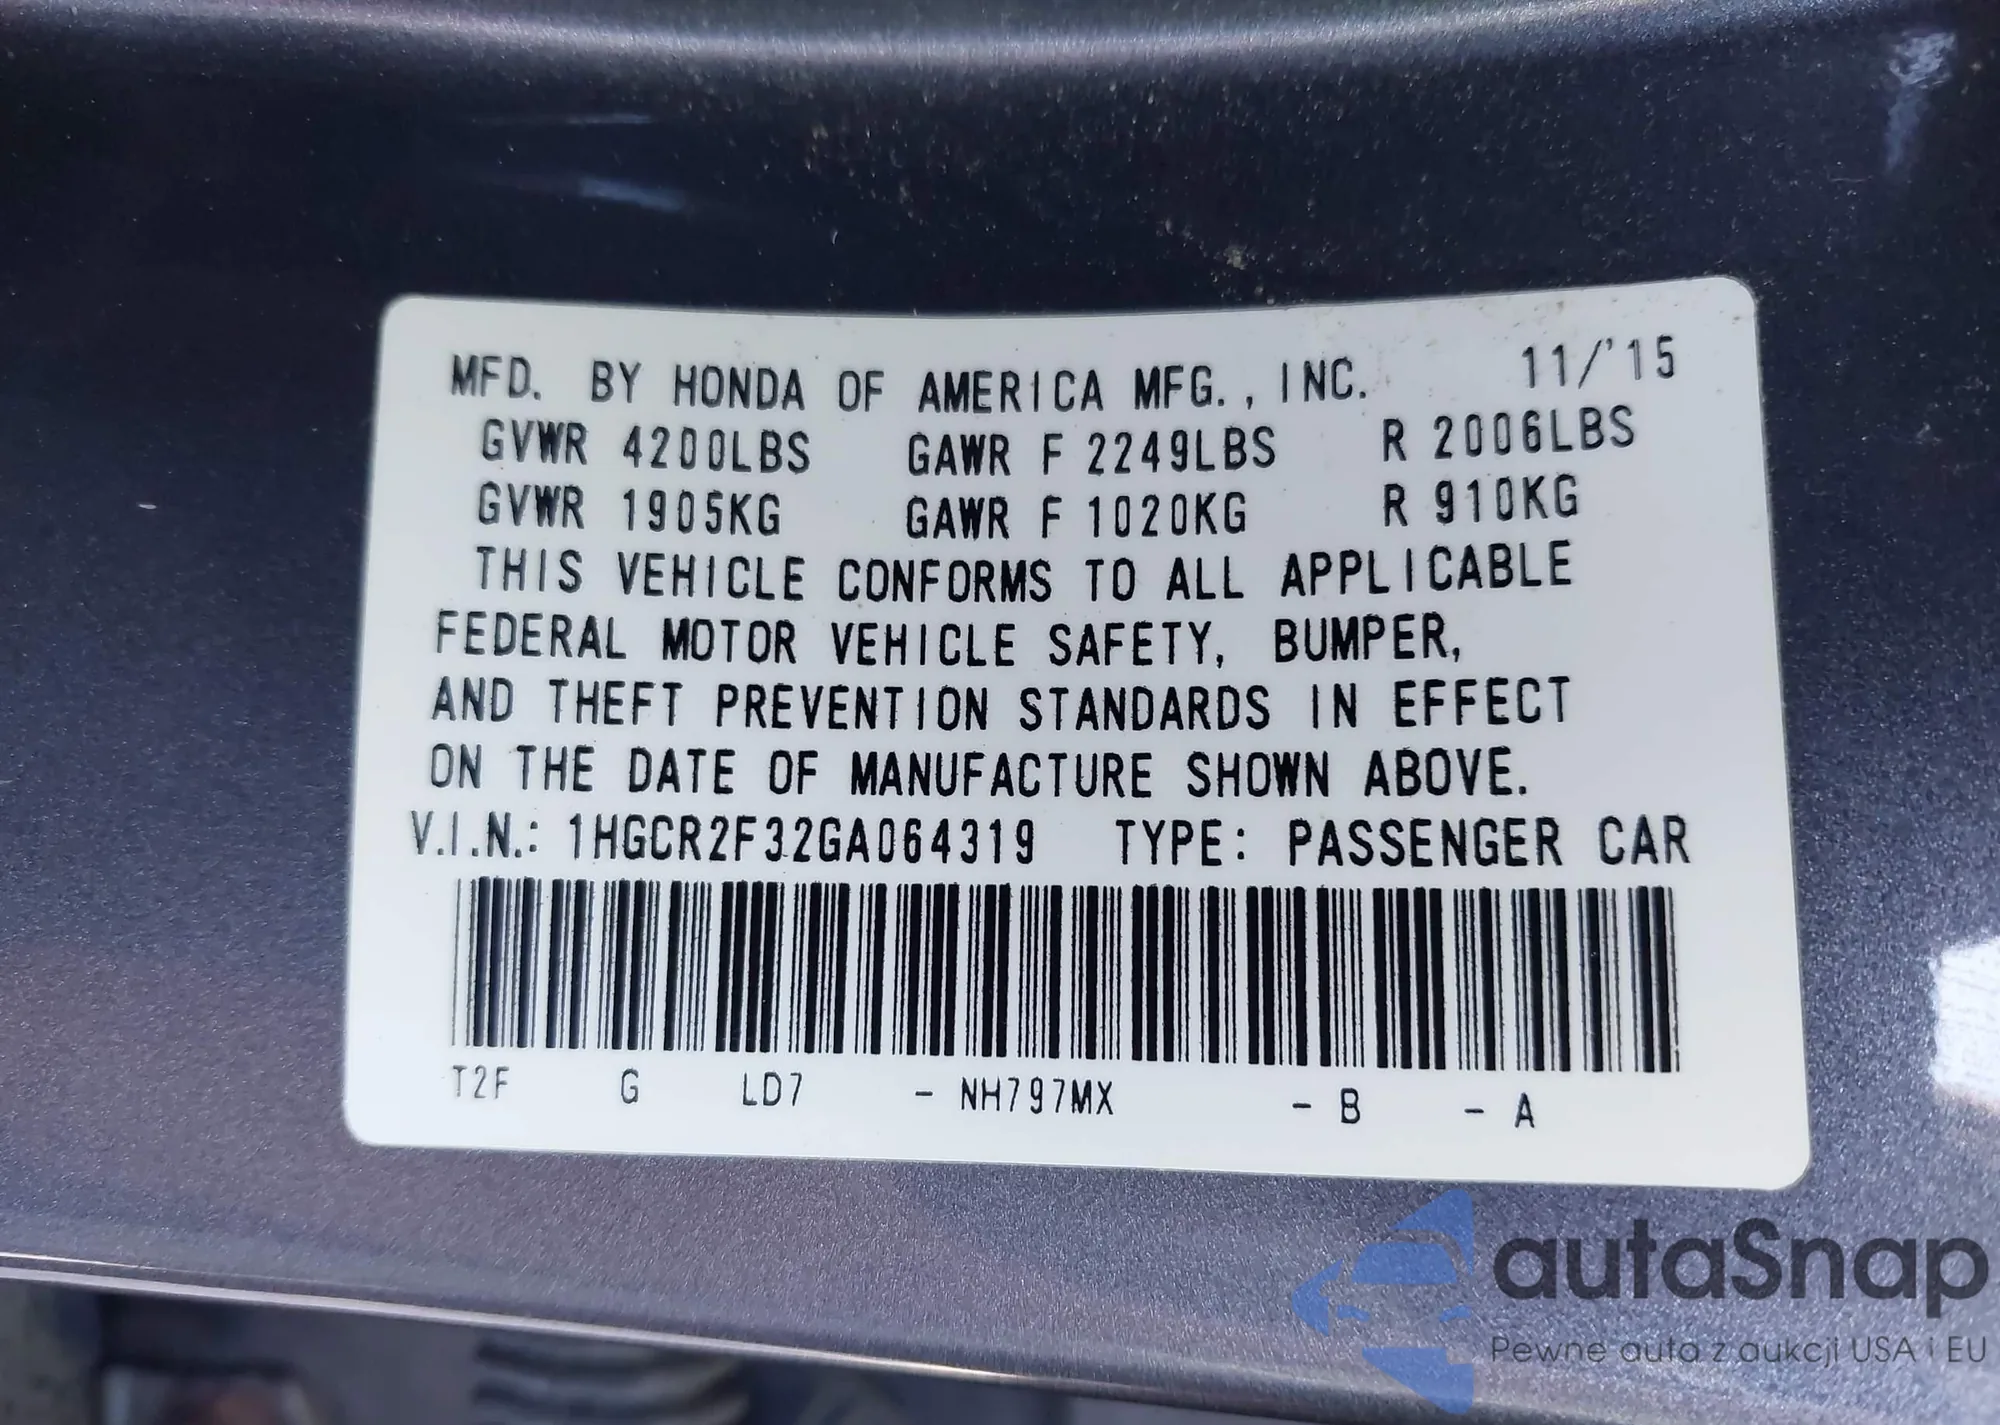 MFD. BY HONDA OF AMERICA MFG., INC. 11/'15
GVWR 4200LBS GAWR F 2249LBS R 2006LBS
GVWR 1905KG GAWR F 1020KG R 910KG
THIS VEHICLE CONFORMS TO ALL APPLICABLE
FEDERAL MOTOR VEHICLE SAFETY, BUMPER,
AND THEFT PREVENTION STANDARDS IN EFFECT
ON THE DATE OF MANUFACTURE SHOWN ABOVE.
V.I.N.: 1HGCR2F32GA064319 TYPE: PASSENGER CAR
T2F G LD7 - NH797MX - B - A
autaSnap
Pewne auta z aukcji USA i EU